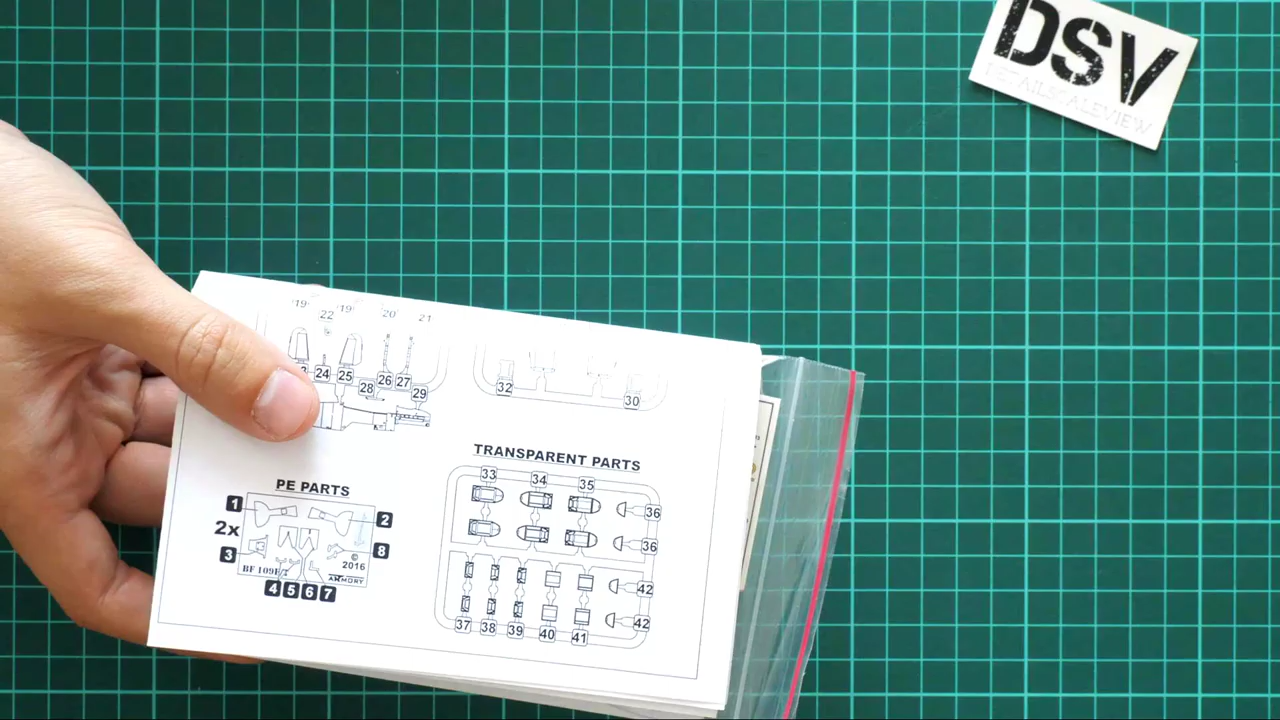 DSV
DETAILSCALEVIEW
19 22 19 20 21
24 25 28 26 27 29
32 30
TRANSPARENT PARTS
33 34 35
36
36
42
42
37 38 39 40 41
PE PARTS
1 2
2x
3 8
© 2016
ARMORY
4 5 6 7